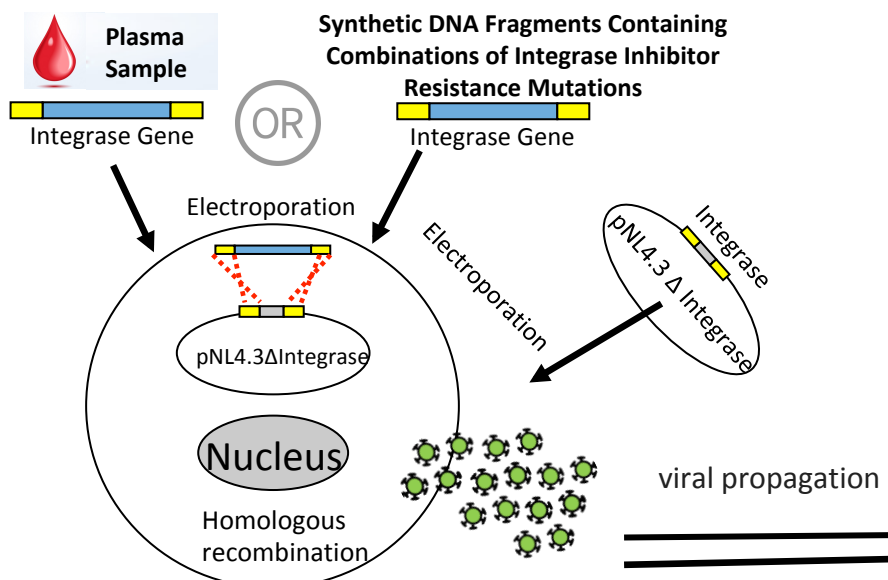 Plasma
Sample
Integrase Gene
OR
Synthetic DNA Fragments Containing
Combinations of Integrase Inhibitor
Resistance Mutations
Integrase Gene
Electroporation
Electroporation
Integrase
pNL4.3 Δ Integrase
pNL4.3ΔIntegrase
Nucleus
Homologous
recombination
viral propagation